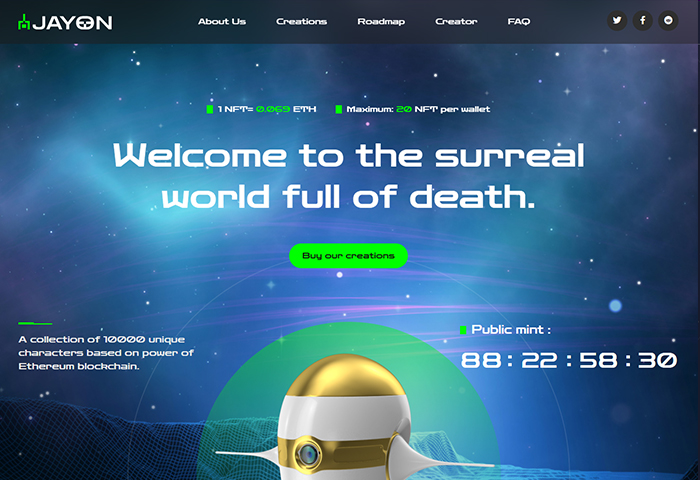 JAYON
About Us Creations Roadmap Creator FAQ
1 NFT= 0.069 ETH Maximum: 20 NFT per wallet
Welcome to the surreal
world full of death.
Buy our creations
Public mint :
A collection of 10000 unique
characters based on power of
Ethereum blockchain.
88 : 22 : 58 : 30